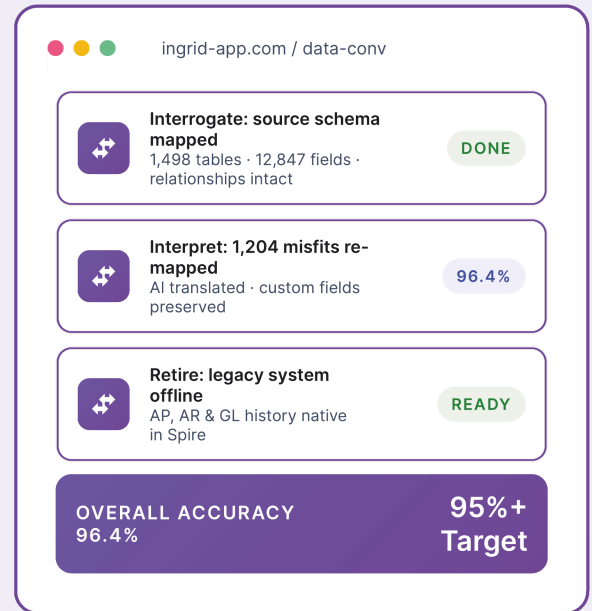 ingrid-app.com / data-conv
Interrogate: source schema
mapped
1,498 tables · 12,847 fields ·
relationships intact
DONE
Interpret: 1,204 misfits re-
mapped
AI translated · custom fields
preserved
96.4%
Retire: legacy system
offline
AP, AR & GL history native
in Spire
READY
OVERALL ACCURACY
96.4%
95%+
Target